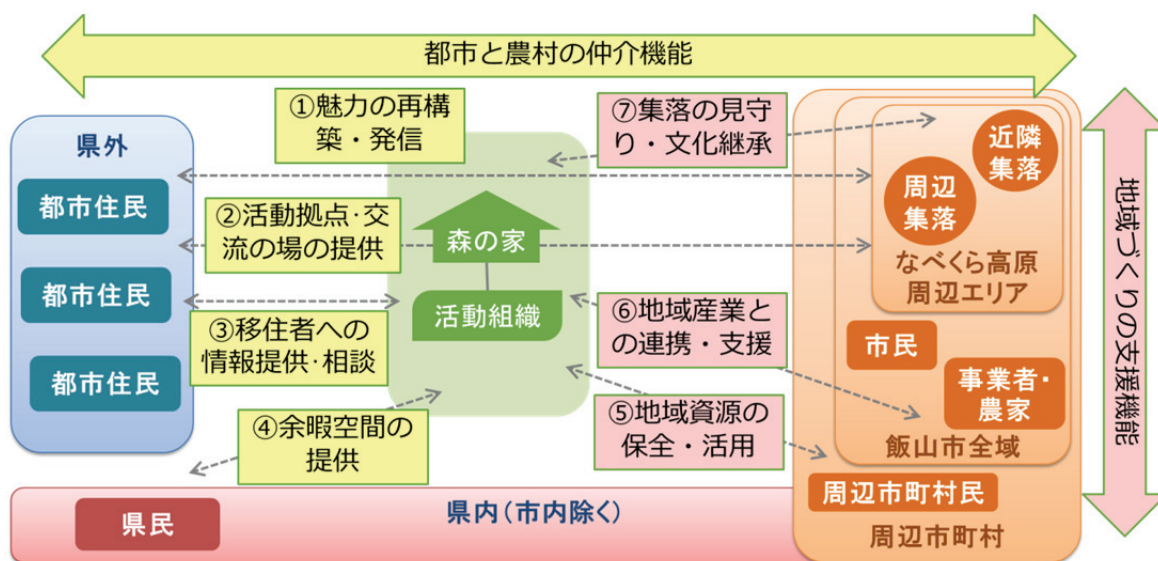 都市と農村の仲介機能
①魅力の再構
築・発信
⑦集落の見守
り・文化継承
県外
都市住民
都市住民
都市住民
②活動拠点･交
流の場の提供
③移住者への
情報提供･相談
④余暇空間の
提供
森の家
活動組織
⑥地域産業と
の連携・支援
⑤地域資源の
保全・活用
近隣
集落
周辺
集落
なべくら高原
周辺エリア
市民
事業者・
農家
飯山市全域
周辺市町村民
周辺市町村
県民
県内(市内除く)
地域づくりの支援機能